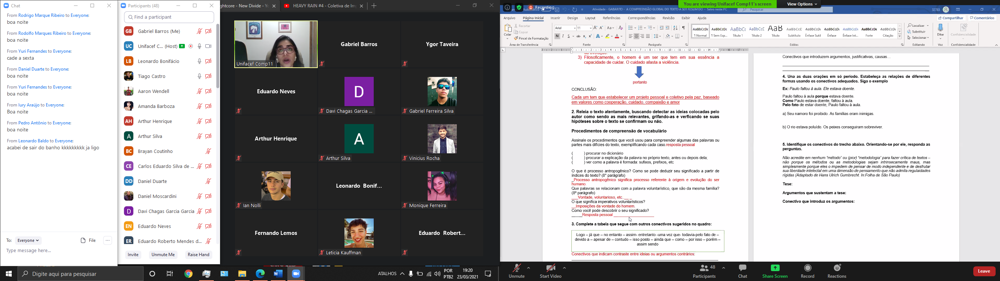 Chat
From Rodrigo Marque Ribeiro to Everyone:
boa noite
From Rodolfo Marques Ribeiro to Everyone:
boa noite
From Yuri Fernandes to Everyone:
cade a sexta
From Daniel Duarte to Everyone:
boa noite
From Yuri Fernandes to Everyone:
boa noite
From Iury Araújo to Everyone:
Boa noite
From Pedro Antônio to Everyone:
boa noite
From Leonardo Baldo to Everyone:
acabei de sair do banho kkkkkkkkk ja ligo
To: Everyone
File
Type message here...
Participants (48)
Find a participant
GB Gabriel Barros (Me)
UC Unifacef C... (Host)
LB Leonardo Bonifácio
Tiago Castro
Aaron Wendell
Amanda Barboza
AH Arthur Henrique
A Arthur Silva
BC Brayan Coutinho
CE Carlos Eduardo Silva de ...
DD Daniel Duarte
Daniel Moscardini
D Davi Chagas Garcia Garcia
EN Eduardo Neves
ER Eduardo Roberto Mendes d...
Invite
Unmute Me
Raise Hand
ghtcore - New Divide - Yo
HEAVY RAIN #4 - Coletiva de Im
Unifacef Comp11
Gabriel Barros
Ygor Taveira
Eduardo Neves
D
Davi Chagas Garcia ...
Gabriel Ferreira Silva
Arthur Henrique
A
Arthur Silva
Vinicius Rocha
Ian Nolli
Leonardo Bonif...
Monique Ferreira
Fernando Lemos
Leticia Kauffman
Eduardo Robert...
Digite aqui para pesquisar
ATALHOS
POR
PTB2
19:20
23/03/2021
Recording
You are viewing Unifacef Comp11's screen
View Options
Atividade - GABARITO - A COMPREENSÃO GLOBAL DO TEXTO A SER RESUMIDO - Salvo neste PC
Pesquisar
32783
Arquivo Página Inicial Inserir Design Layout Referências Correspondências Revisão Exibir Ajuda
Compartilhar
Comentários
Colar
Recortar
Copiar
Pincel de Formatação
Área de Transferência
Arial
11
N I S
Fonte
Parágrafo
AaBbCcDc AaBbCcDc AaBbCc AaBbCcD AaB AaBbCcD AaBbCcDc AaBbCcDc AaBbCcDc AaBbCcDc AaBbCcDc
¶ Normal ¶ Sem Esp... Título 1 Título 2 Título Subtítulo Ênfase Sutil Ênfase Ênfase Int... Forte Citação
Estilos
Localizar
Substituir
Selecionar
Editando
Ditar
Voz
Confidencialidade
Confidencialidade
da evolução.
3) Filosoficamente, o homem é um ser que tem em sua essência a
capacidade de cuidar. O cuidado afasta a violência.
portanto
CONCLUSÃO:
Cada um tem que estabelecer um projeto pessoal e coletivo pela paz, baseado
em valores como cooperação, cuidado, compaixão e amor
2. Releia o texto atentamente, buscando detectar as ideias colocadas pelo
autor como sendo as mais relevantes, grifando-as e verficando se suas
hipóteses sobre o texto se confirmam ou não.
Procedimentos de compreensão de vocabulário
Assinale os procedimentos que você usou para compreender algumas das palavras ou
partes mais difíceis do texto, exemplificando cada caso.resposta pessoal
( ) procurar no dicionário
( ) procurar a explicação da palavra no próprio texto, antes ou depois dela;
( ) ver como a palavra é formada: sufixos, prefixos, etc
O que é processo antropogênico? Como se pode deduzir seu significado a partir de
índices do texto? (8° parágrafo)
_Processo antropogênico significa processo referente à origem e evolução do ser
humano.
Que palavras se relacionam com a palavra voluntarístico, que são da mesma família?
(8º parágrafo)
___Vontade, voluntarioso, etc..__ _
O que significa imperativos voluntarísticos?
__Imposições da vontade do homem.
Como você pode descobrir o seu significado?
_____Resposta pessoal ___________________
3. Complete a tabela que segue com outros conectivos sugeridos no quadro:
Logo – já que – no entanto – assim- entretanto -uma vez que- todavia-pelo fato de –
devido a – apesar de – contudo – isso posto – ainda que – como – por isso – porém –
assim sendo
Conectivos que indicam contraste entre ideias ou argumentos contrários:
Conectivos que introduzem argumentos, justificativas, causas...
4. Una as duas orações em só periodo. Estabeleça as relações de diferentes
formas usando os conectivos adequados. Siga o exemplo
Ex: Paulo faltou à aula. Ele estava doente.
Paulo faltou à aula porque estava doente.
Como Paulo estava doente, faltou à aula.
Pelo fato de estar doente, Paulo faltou à aula.
a) Seu namoro foi proibido. As famílias eram inimigas.
b) O rio estava poluído. Os peixes conseguiram sobreviver.
5. Identifique os conectivos do trecho abaixo. Orientando-se por ele, responda as
perguntas.
Não acredite em nenhum “método” ou (pior) “metodologia” para fazer crítica de textos –
não porque os métodos ou as metodologias sejam intrinsecamente maus, mas
simplesmente porque eles o impedem de pensar de modo independente e de desfrutar
sua liberdade intelectual em uma dimensão de pensamento que não admita regulaidades
rígidas (Adaptado de Hans Ulrich Gumbrecht. In.Folha de São Paulo)
Tese:
Argumentos que sustentam a tese:
Conectivo que introduz os argumentos:
Unmute
Start Video
48
Participants
Chat
Share Screen
Record
Reactions
Leave